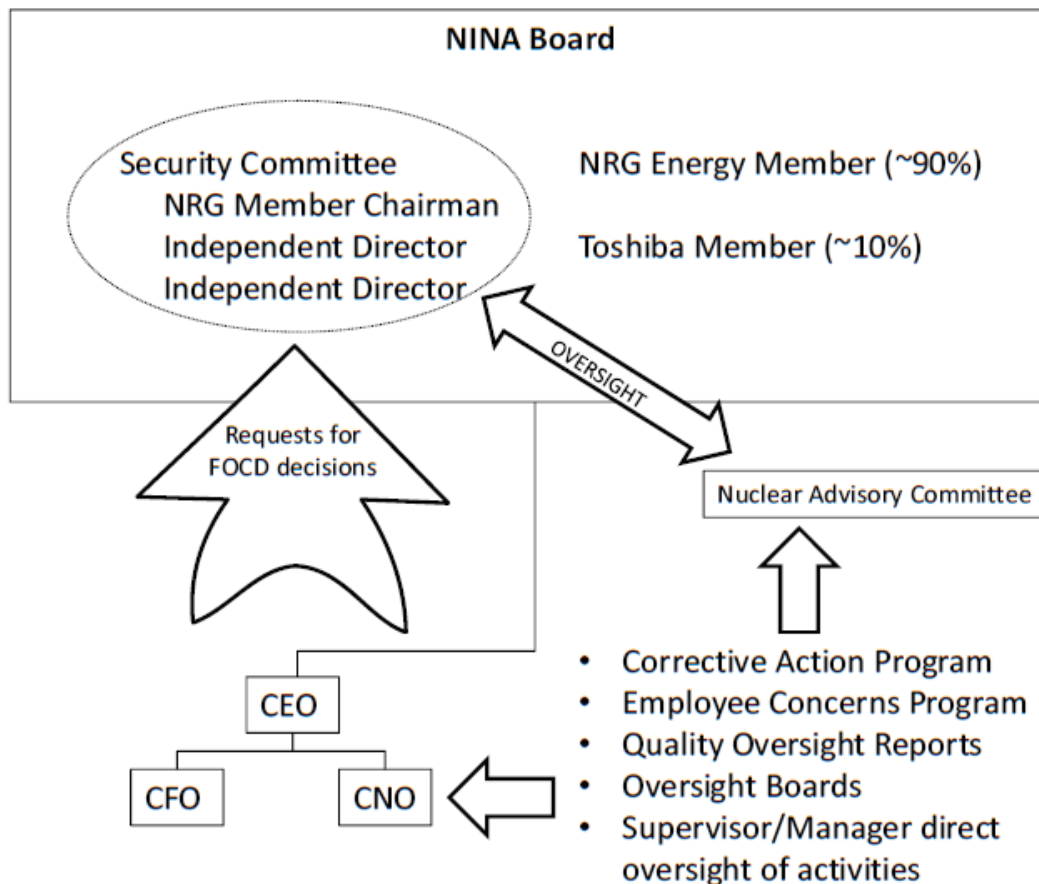 NINA Board
Security Committee
NRG Member Chairman
Independent Director
Independent Director
NRG Energy Member (~90%)
Toshiba Member (~10%)
OVERSIGHT
Requests for
FOCD decisions
Nuclear Advisory Committee
CEO
CFO
CNO
• Corrective Action Program
• Employee Concerns Program
• Quality Oversight Reports
• Oversight Boards
• Supervisor/Manager direct
oversight of activities